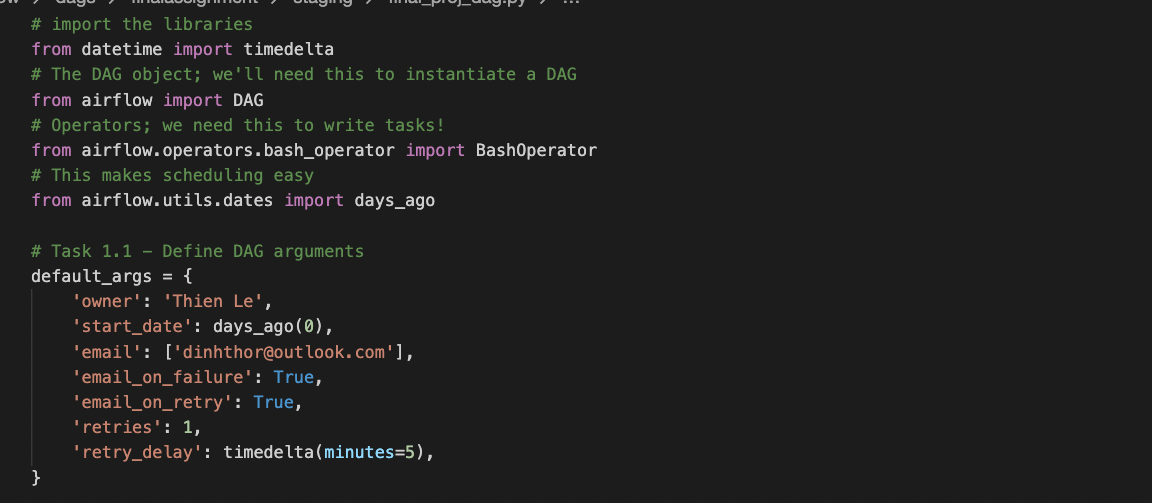 dags > finalassignment > staging > final_proj_dag.py > ...
# import the libraries
from datetime import timedelta
# The DAG object; we'll need this to instantiate a DAG
from airflow import DAG
# Operators; we need this to write tasks!
from airflow.operators.bash_operator import BashOperator
# This makes scheduling easy
from airflow.utils.dates import days_ago
# Task 1.1 – Define DAG arguments
default_args = {
'owner': 'Thien Le',
'start_date': days_ago(0),
'email': ['dinhthor@outlook.com'],
'email_on_failure': True,
'email_on_retry': True,
'retries': 1,
'retry_delay': timedelta(minutes=5),
}